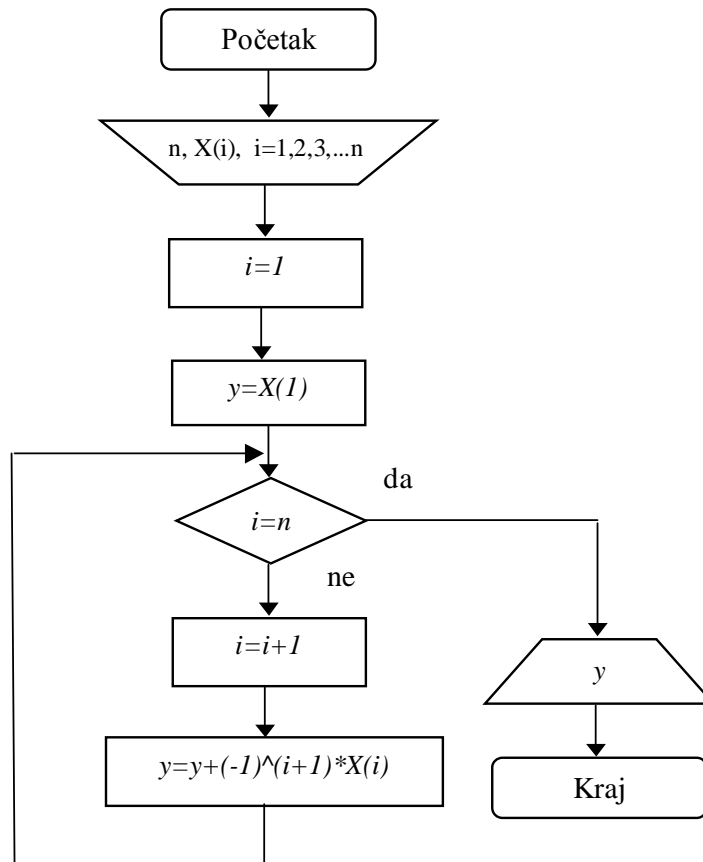 Početak
n, X(i), i=1,2,3,...n
i=1
y=X(1)
da
i=n
ne
i=i+1
y
y=y+(-1)^(i+1)*X(i)
Kraj